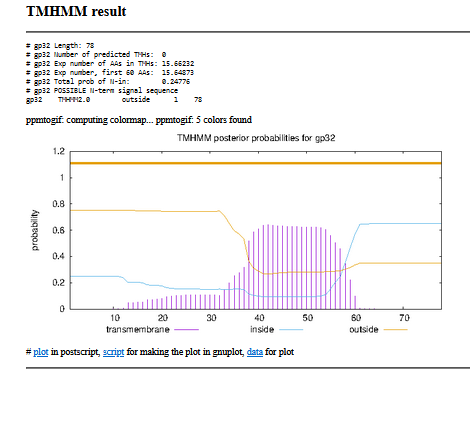 TMHMM result
# gp32 Length: 78
# gp32 Number of predicted TMHs: 0
# gp32 Exp number of AAs in TMHs: 15.66232
# gp32 Exp number, first 60 AAs: 15.64873
# gp32 Total prob of N-in: 0.24776
# gp32 POSSIBLE N-term signal sequence
gp32 TMHMM2.0 outside 1 78
ppmtogif: computing colormap... ppmtogif: 5 colors found
TMHMM posterior probabilities for gp32
1.2
1
0.8
0.6
0.4
0.2
0
probability
10 20 30 40 50 60 70
transmembrane inside outside
# plot in postscript, script for making the plot in gnuplot, data for plot